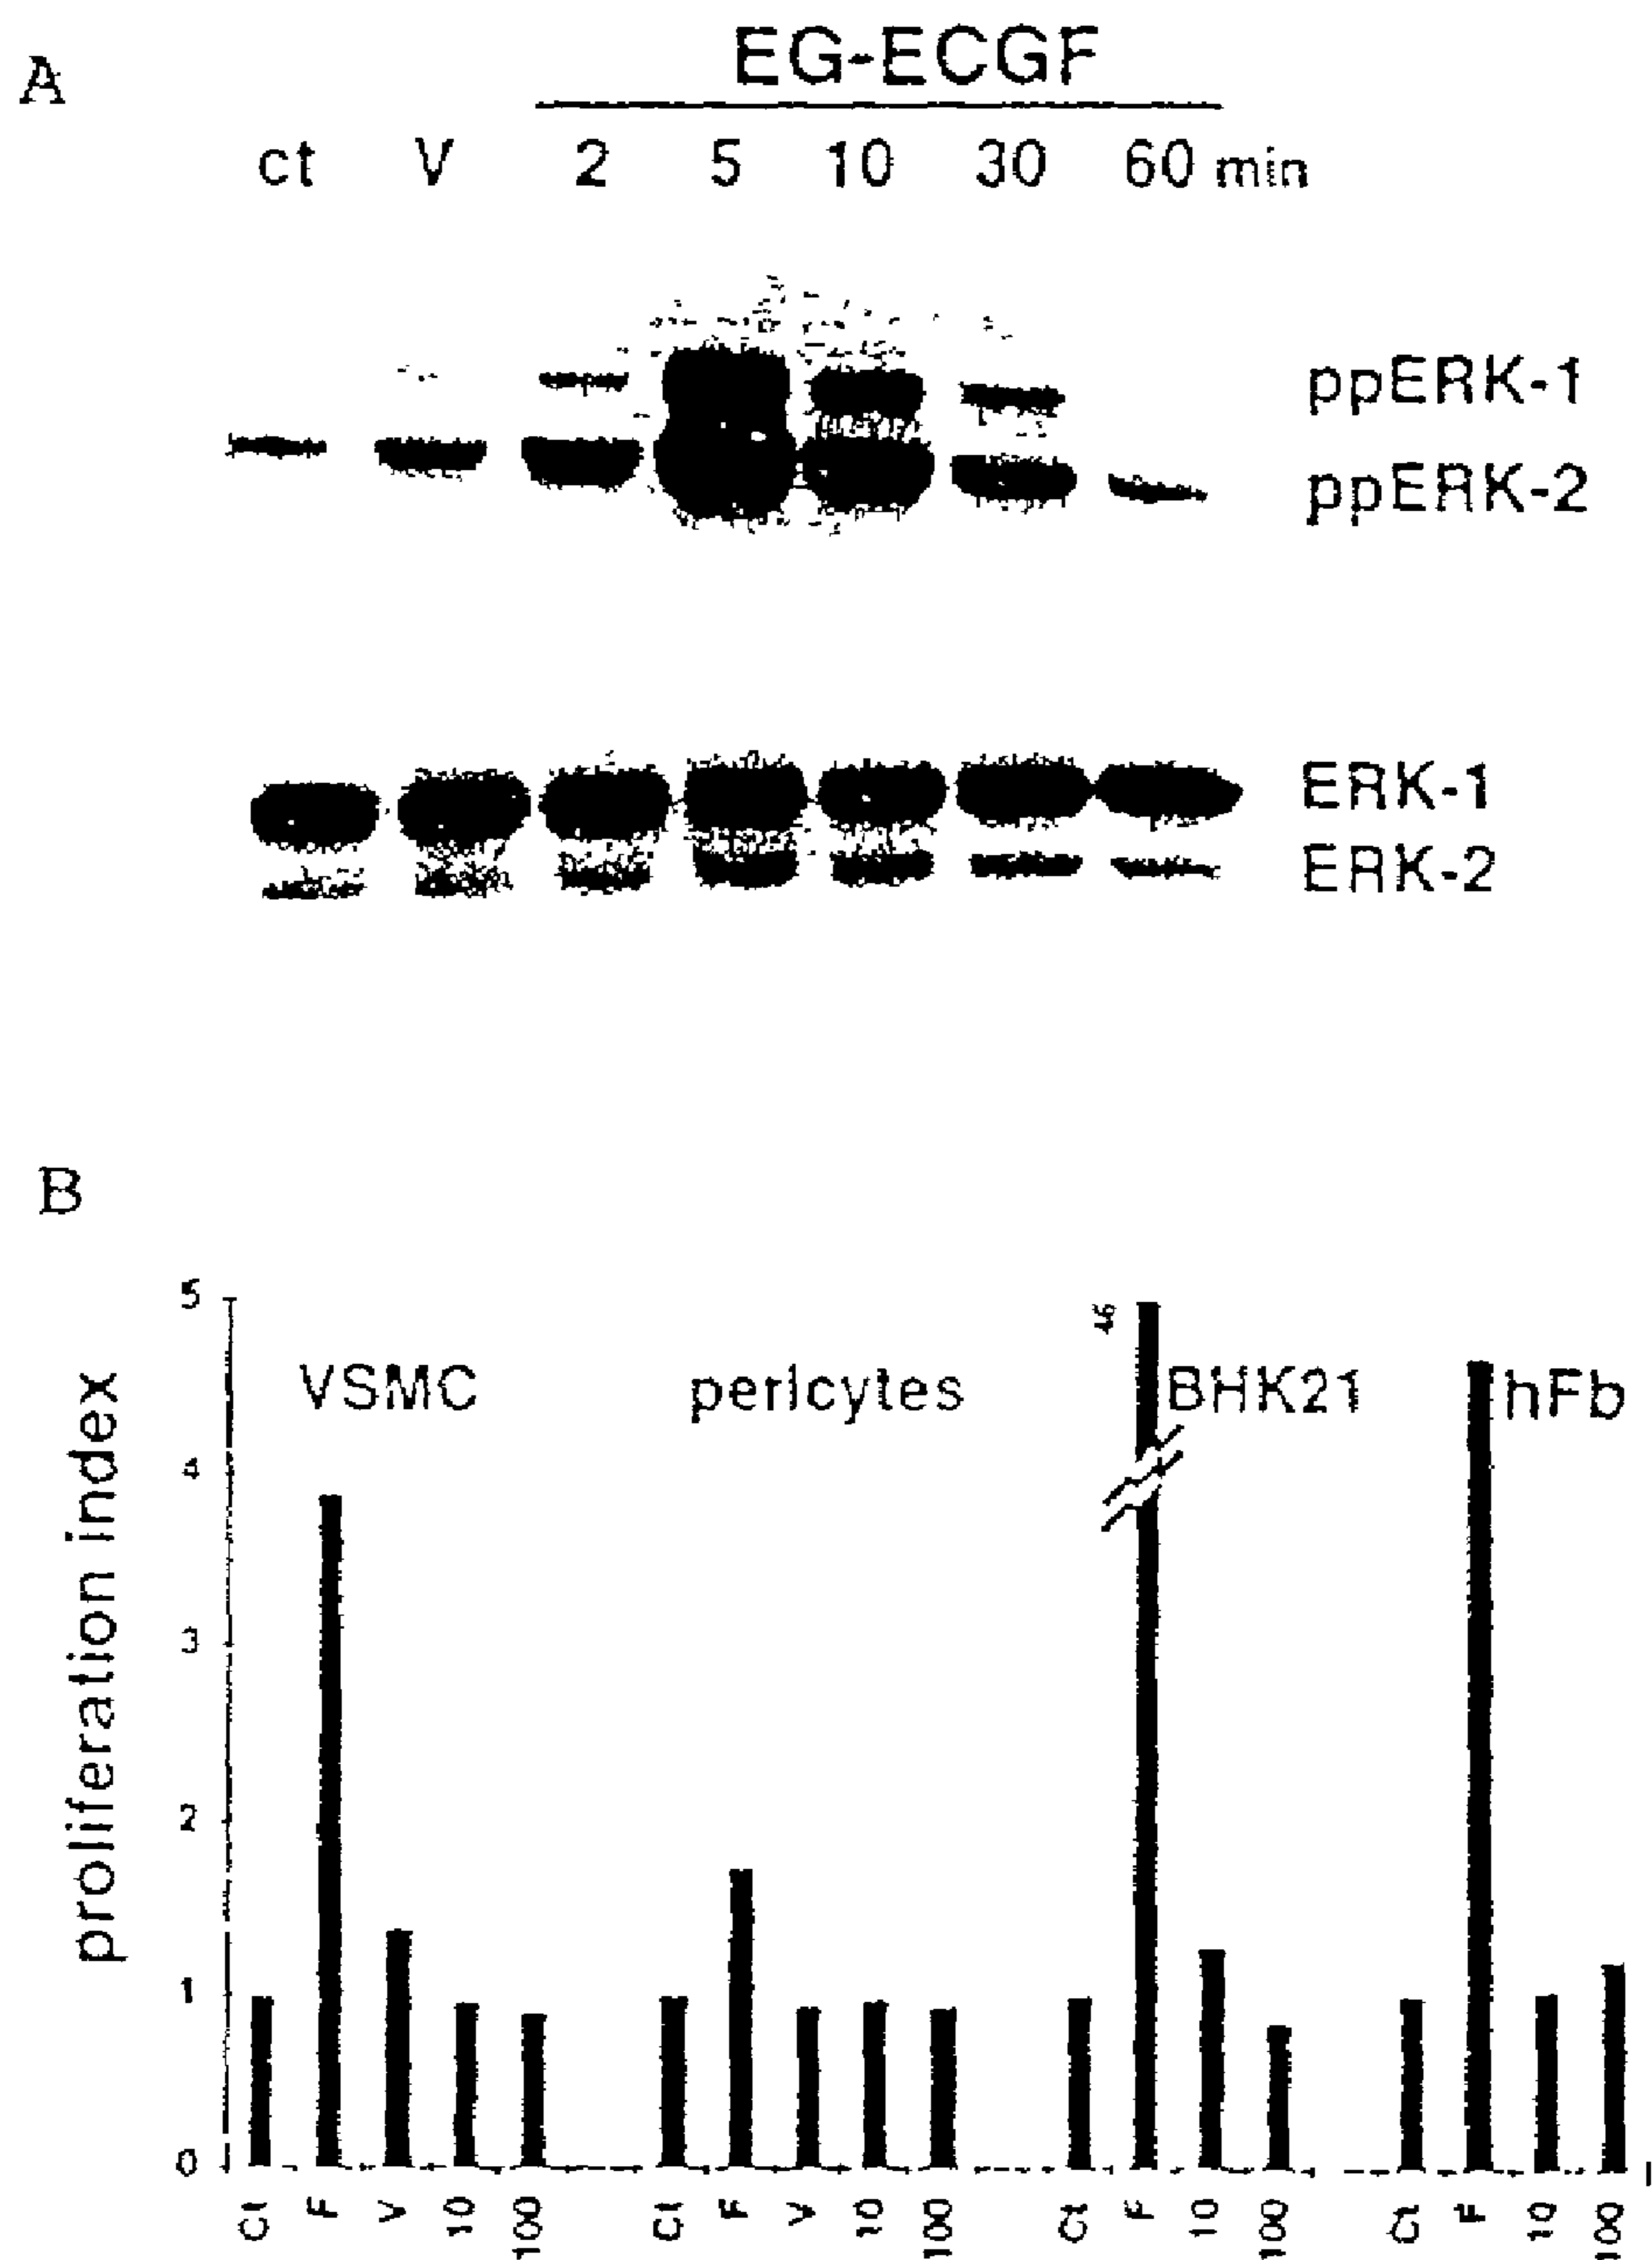 A
EG-ECGF
ct V 2 5 10 30 60 min
ppERK-1
ppERK-2
ERK-1
ERK-2
B
proliferation index
5
4
3
2
1
0
VSMC pericytes BHK21 hFb
46
Ct F V 10 100 Ct F V 10 100 Ct F 10 100 Ct F 10 100